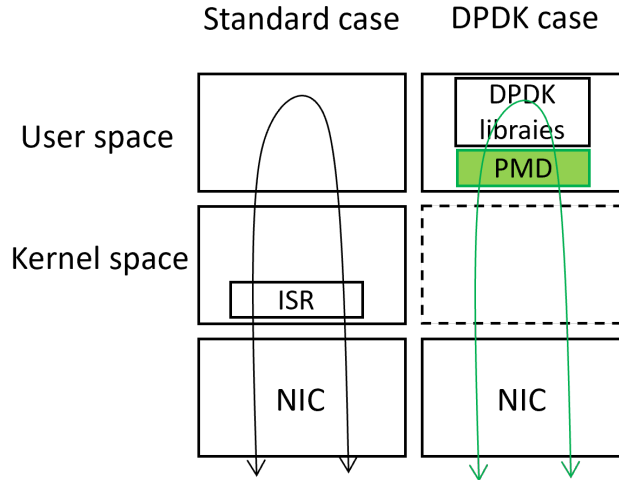 Standard case
DPDK case
User space
DPDK
libraies
PMD
Kernel space
ISR
NIC
NIC